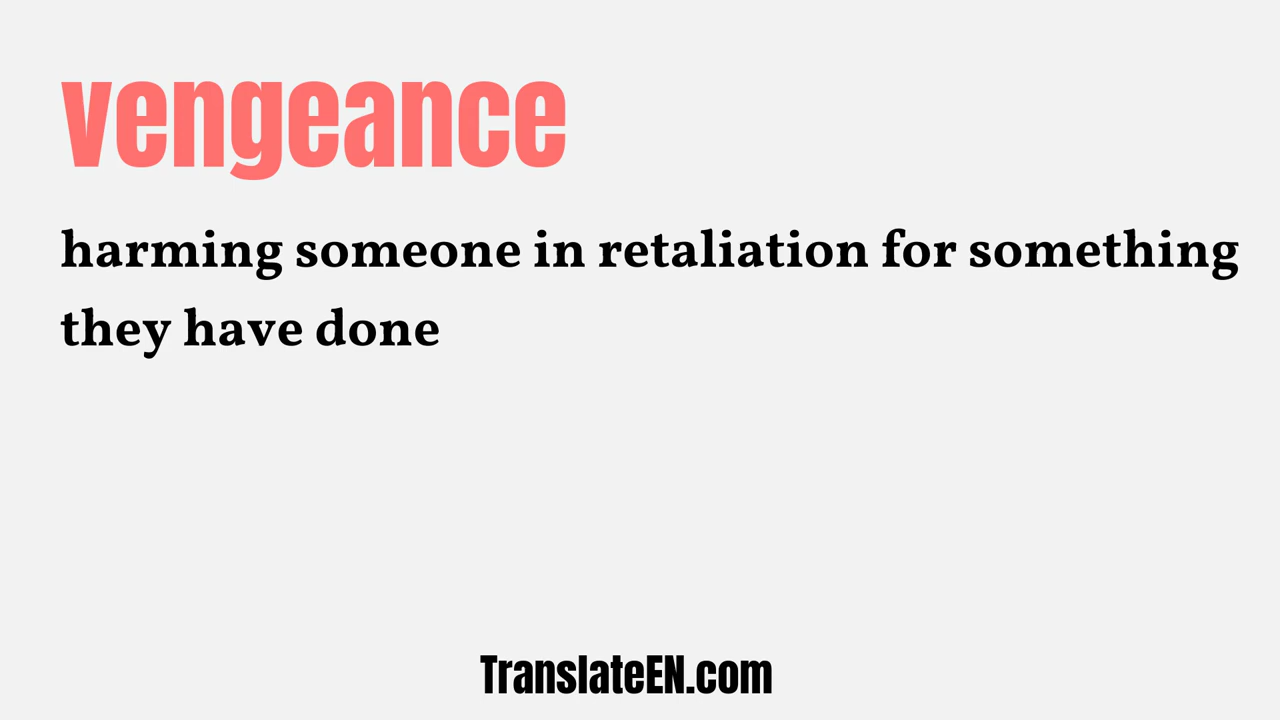 vengeance
harming someone in retaliation for something
they have done
TranslateEN.com